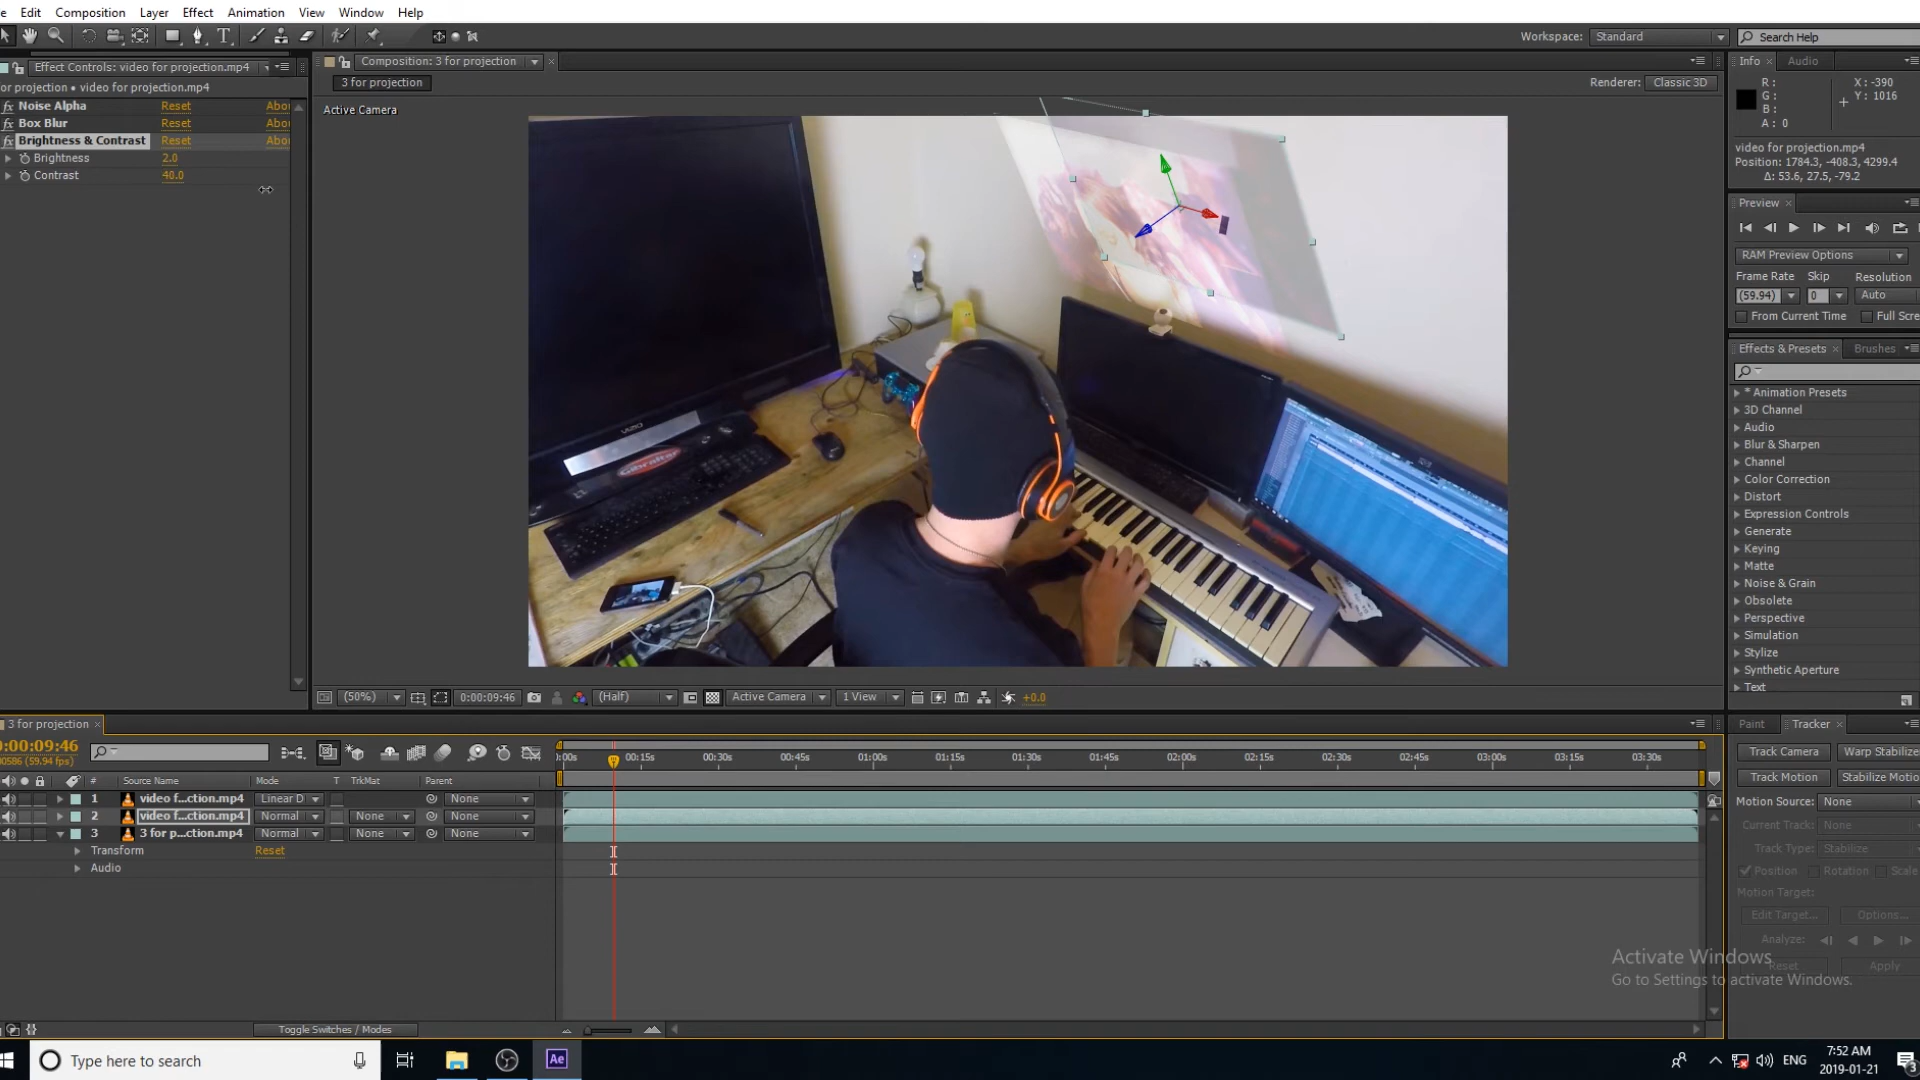 Edit Composition Layer Effect Animation View Window Help
Workspace: Standard Search Help
Effect Controls: video for projection.mp4
or projection • video for projection.mp4
Noise Alpha Reset Abou
Box Blur Reset Abou
Brightness & Contrast Reset Abou
Brightness 2.0
Contrast 40.0
Composition: 3 for projection
3 for projection
Renderer: Classic 3D
Active Camera
VIZIO
Gibraltar
(50%) 0:00:09:46 (Half) Active Camera 1 View +0.0
Info Audio
R :
G :
B :
A : 0
X : -390
Y : 1016
video for projection.mp4
Position: 1784.3, -408.3, 4299.4
Δ: 53.6, 27.5, -79.2
Preview
RAM Preview Options
Frame Rate Skip Resolution
(59.94) 0 Auto
From Current Time Full Scre
Effects & Presets Brushes
* Animation Presets
3D Channel
Audio
Blur & Sharpen
Channel
Color Correction
Distort
Expression Controls
Generate
Keying
Matte
Noise & Grain
Obsolete
Perspective
Simulation
Stylize
Synthetic Aperture
Text
3 for projection
0:00:09:46
00586 (59.94 fps)
:00s 00:15s 00:30s 00:45s 01:00s 01:15s 01:30s 01:45s 02:00s 02:15s 02:30s 02:45s 03:00s 03:15s 03:30s
# Source Name Mode T TrkMat Parent
1 video f...ction.mp4 Linear D None
2 video f...ction.mp4 Normal None None
3 3 for p...ction.mp4 Normal None None
Transform Reset
Audio
Toggle Switches / Modes
Paint Tracker
Track Camera Warp Stabilize
Track Motion Stabilize Motio
Motion Source: None
Current Track: None
Track Type: Stabilize
Position Rotation Scale
Motion Target:
Edit Target... Options...
Analyze:
Reset Apply
Activate Windows
Go to Settings to activate Windows.
Type here to search
Ae
ENG
7:52 AM
2019-01-21
3